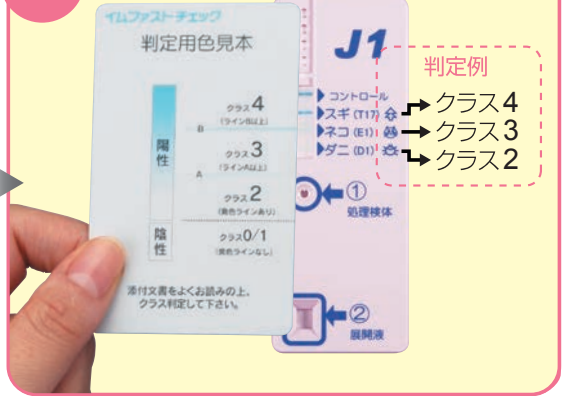 イムファストチェック
判定用色見本
陽性
陰性
クラス4
(ラインB以上)
B
クラス3
(ラインA以上)
A
クラス2
(青色ラインあり)
クラス0/1
(青色ラインなし)
添付文書をよくお読みの上、
クラス判定して下さい。
J1
コントロール
スギ(T17)
ネコ(E1)
ダニ(D1)
①
処理検体
②
展開液
判定例
クラス4
クラス3
クラス2